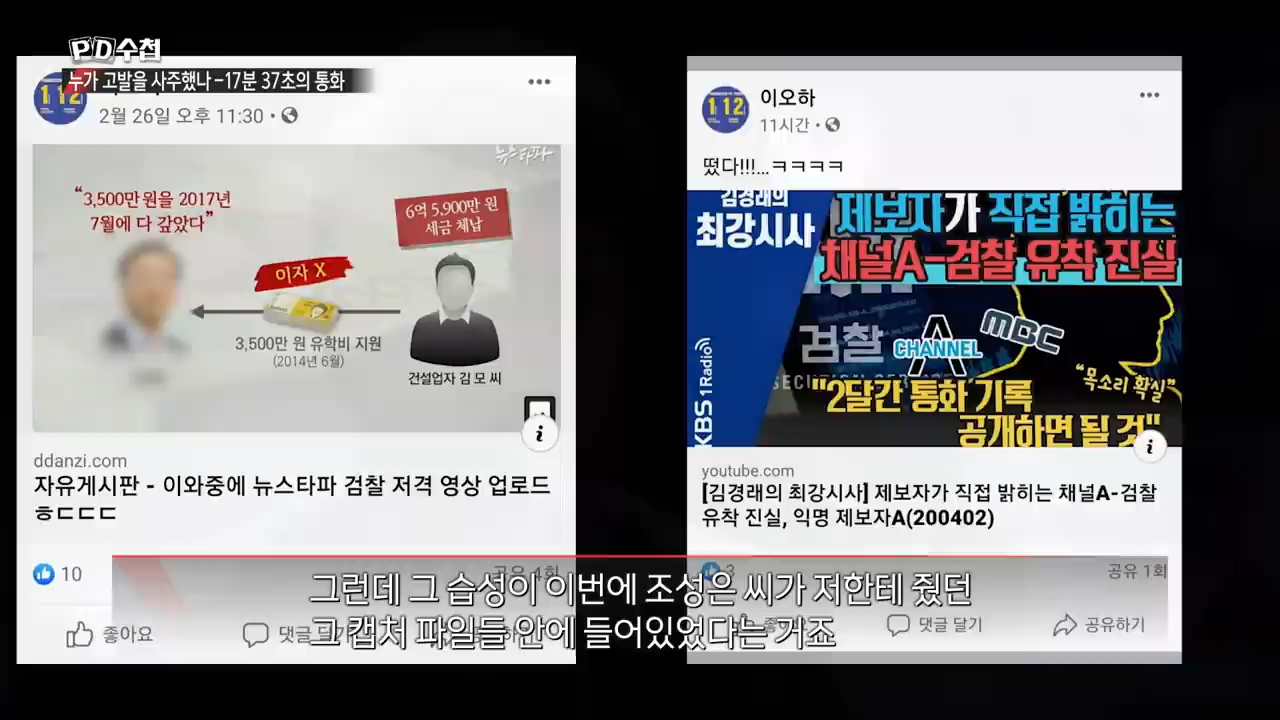 PD수첩
누가 고발을 사주했나-17분 37초의 통화
112
2월 26일 오후 11:30
뉴스타파
"3,500만 원을 2017년
7월에 다 갚았다"
6억 5,900만 원
세금 체납
이자 X
3,500만 원 유학비 지원
(2014년 6월)
건설업자 김 모 씨
ddanzi.com
자유게시판 - 이와중에 뉴스타파 검찰 저격 영상 업로드
ㅎㄷㄷㄷ
10
공유 1회
좋아요
댓글 달기
112
이오하
11시간
떴다!!!...ㅋㅋㅋㅋ
김경래의
최강시사
제보자가 직접 밝히는
채널A-검찰 유착 진실
검찰
CHANNEL A
MBC
"목소리 확실"
"2달간 통화 기록
공개하면 될 것"
KBS 1Radio
youtube.com
[김경래의 최강시사] 제보자가 직접 밝히는 채널A-검찰
유착 진실, 익명 제보자A(200402)
3
공유 1회
댓글 달기
공유하기
그런데 그 습성이 이번에 조성은 씨가 저한테 줬던
그 캡처 파일들 안에 들어있었다는 거죠